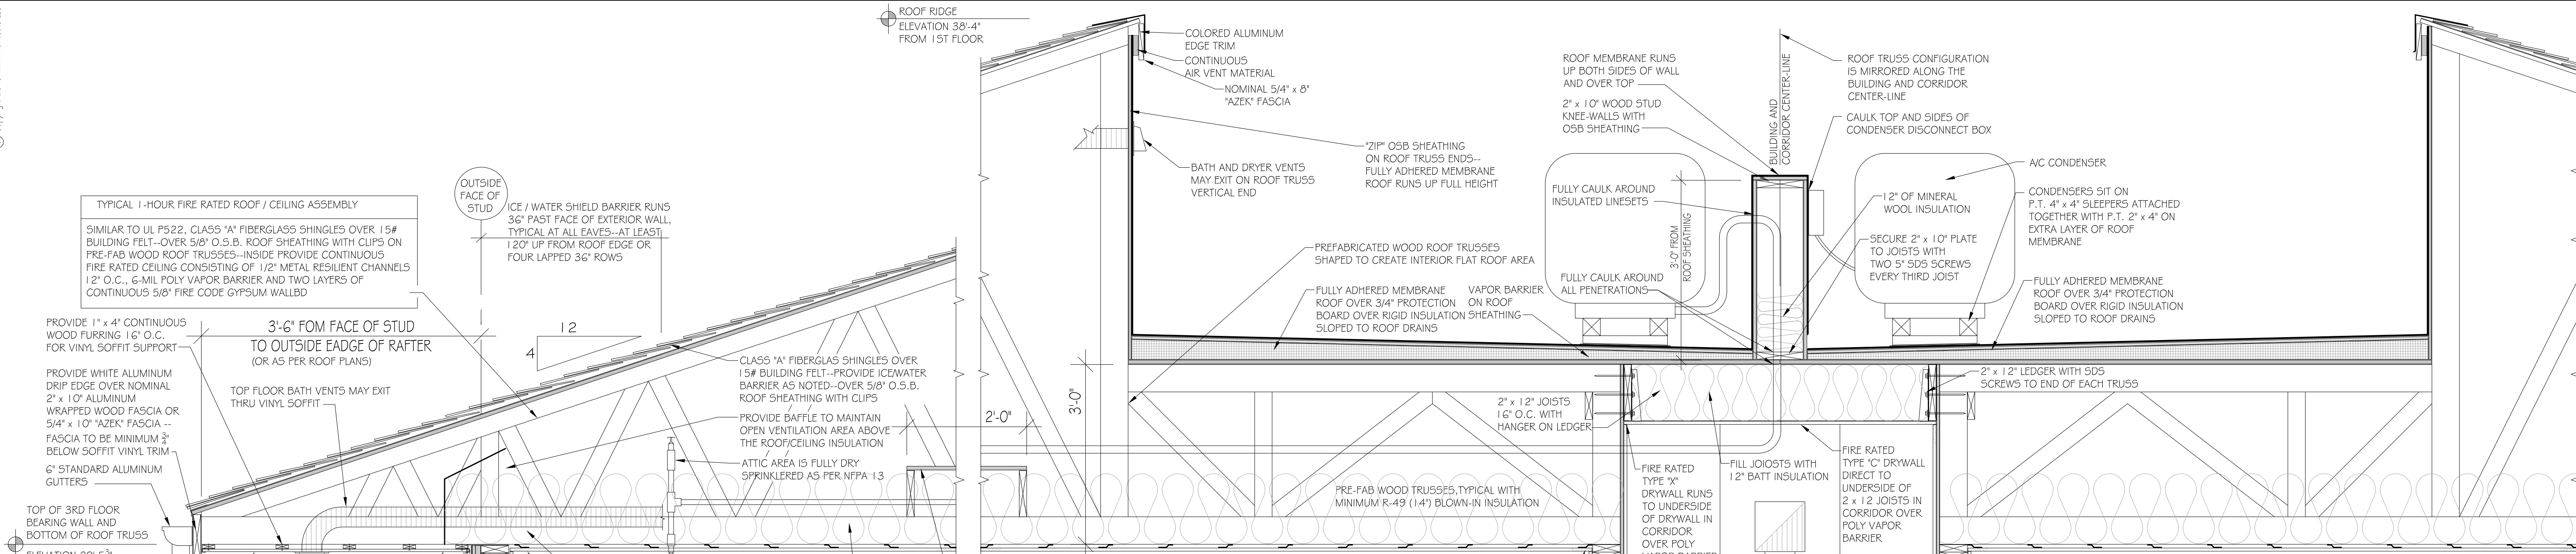 ROOF RIDGE
ELEVATION 38'-4"
FROM 1ST FLOOR
COLORED ALUMINUM
EDGE TRIM
CONTINUOUS
AIR VENT MATERIAL
NOMINAL 5/4" x 8"
"AZEK" FASCIA
BATH AND DRYER VENTS
MAY EXIT ON ROOF TRUSS
VERTICAL END
"ZIP" OSB SHEATHING
ON ROOF TRUSS ENDS--
FULLY ADHERED MEMBRANE
ROOF RUNS UP FULL HEIGHT
ROOF MEMBRANE RUNS
UP BOTH SIDES OF WALL
AND OVER TOP
2" x 10" WOOD STUD
KNEE-WALLS WITH
OSB SHEATHING
BUILDING AND
CORRIDOR CENTER-LINE
ROOF TRUSS CONFIGURATION
IS MIRRORED ALONG THE
BUILDING AND CORRIDOR
CENTER-LINE
CAULK TOP AND SIDES OF
CONDENSER DISCONNECT BOX
A/C CONDENSER
CONDENSERS SIT ON
P.T. 4" x 4" SLEEPERS ATTACHED
TOGETHER WITH P.T. 2" x 4" ON
EXTRA LAYER OF ROOF
MEMBRANE
FULLY CAULK AROUND
INSULATED LINESETS
12" OF MINERAL
WOOL INSULATION
SECURE 2" x 10" PLATE
TO JOISTS WITH
TWO 5" SDS SCREWS
EVERY THIRD JOIST
3'-0" FROM
ROOF SHEATHING
FULLY CAULK AROUND
ALL PENETRATIONS
FULLY ADHERED MEMBRANE
ROOF OVER 3/4" PROTECTION
BOARD OVER RIGID INSULATION
SLOPED TO ROOF DRAINS
PREFABRICATED WOOD ROOF TRUSSES
SHAPED TO CREATE INTERIOR FLAT ROOF AREA
FULLY ADHERED MEMBRANE
ROOF OVER 3/4" PROTECTION
BOARD OVER RIGID INSULATION
SLOPED TO ROOF DRAINS
VAPOR BARRIER
ON ROOF
SHEATHING
OUTSIDE
FACE OF
STUD
ICE / WATER SHIELD BARRIER RUNS
36" PAST FACE OF EXTERIOR WALL,
TYPICAL AT ALL EAVES--AT LEAST
120" UP FROM ROOF EDGE OR
FOUR LAPPED 36" ROWS
TYPICAL 1-HOUR FIRE RATED ROOF / CEILING ASSEMBLY
SIMILAR TO UL P522, CLASS "A" FIBERGLASS SHINGLES OVER 15#
BUILDING FELT--OVER 5/8" O.S.B. ROOF SHEATHING WITH CLIPS ON
PRE-FAB WOOD ROOF TRUSSES--INSIDE PROVIDE CONTINUOUS
FIRE RATED CEILING CONSISTING OF 1/2" METAL RESILIENT CHANNELS
12" O.C., 6-MIL POLY VAPOR BARRIER AND TWO LAYERS OF
CONTINUOUS 5/8" FIRE CODE GYPSUM WALLBD
PROVIDE 1" x 4" CONTINUOUS
WOOD FURRING 16" O.C.
FOR VINYL SOFFIT SUPPORT
3'-6" FOM FACE OF STUD
TO OUTSIDE EADGE OF RAFTER
(OR AS PER ROOF PLANS)
12
4
PROVIDE WHITE ALUMINUM
DRIP EDGE OVER NOMINAL
2" x 10" ALUMINUM
WRAPPED WOOD FASCIA OR
5/4" x 10" "AZEK" FASCIA --
FASCIA TO BE MINIMUM 3/4"
BELOW SOFFIT VINYL TRIM
TOP FLOOR BATH VENTS MAY EXIT
THRU VINYL SOFFIT
CLASS "A" FIBERGLAS SHINGLES OVER
15# BUILDING FELT--PROVIDE ICE/WATER
BARRIER AS NOTED--OVER 5/8" O.S.B.
ROOF SHEATHING WITH CLIPS
PROVIDE BAFFLE TO MAINTAIN
OPEN VENTILATION AREA ABOVE
THE ROOF/CEILING INSULATION
ATTIC AREA IS FULLY DRY
SPRINKLERED AS PER NFPA 13
2'-0"
3'-0"
6" STANDARD ALUMINUM
GUTTERS
TOP OF 3RD FLOOR
BEARING WALL AND
BOTTOM OF ROOF TRUSS
2" x 12" JOISTS
16" O.C. WITH
HANGER ON LEDGER
2" x 12" LEDGER WITH SDS
SCREWS TO END OF EACH TRUSS
PRE-FAB WOOD TRUSSES,TYPICAL WITH
MINIMUM R-49 (14") BLOWN-IN INSULATION
FIRE RATED
TYPE "X"
DRYWALL RUNS
TO UNDERSIDE
OF DRYWALL IN
CORRIDOR
OVER POLY
VAPOR BARRIER
FILL JOIOSTS WITH
12" BATT INSULATION
FIRE RATED
TYPE "C" DRYWALL
DIRECT TO
UNDERSIDE OF
2 x 12 JOISTS IN
CORRIDOR OVER
POLY VAPOR
BARRIER